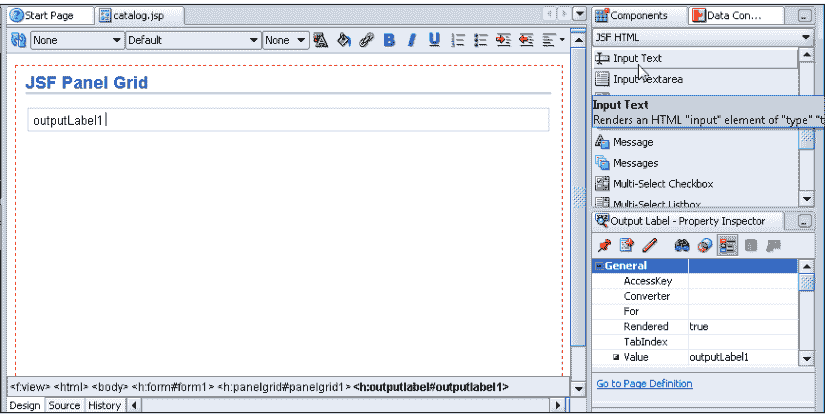 Start Page catalog.jsp
None Default None B I U
JSF Panel Grid
outputLabel1
<f:view> <html> <body> <h:form#form1> <h:panelgrid#panelgrid1> <h:outputlabel#outputlabel1>
Design Source History
Components Data Con...
JSF HTML
Input Text
Input Textarea
Input Text
Renders an HTML "input" element of "type" "t
Message
Messages
Multi-Select Checkbox
Multi-Select Listbox
Output Label - Property Inspector
General
AccessKey
Converter
For
Rendered true
TabIndex
Value outputLabel1
Go to Page Definition